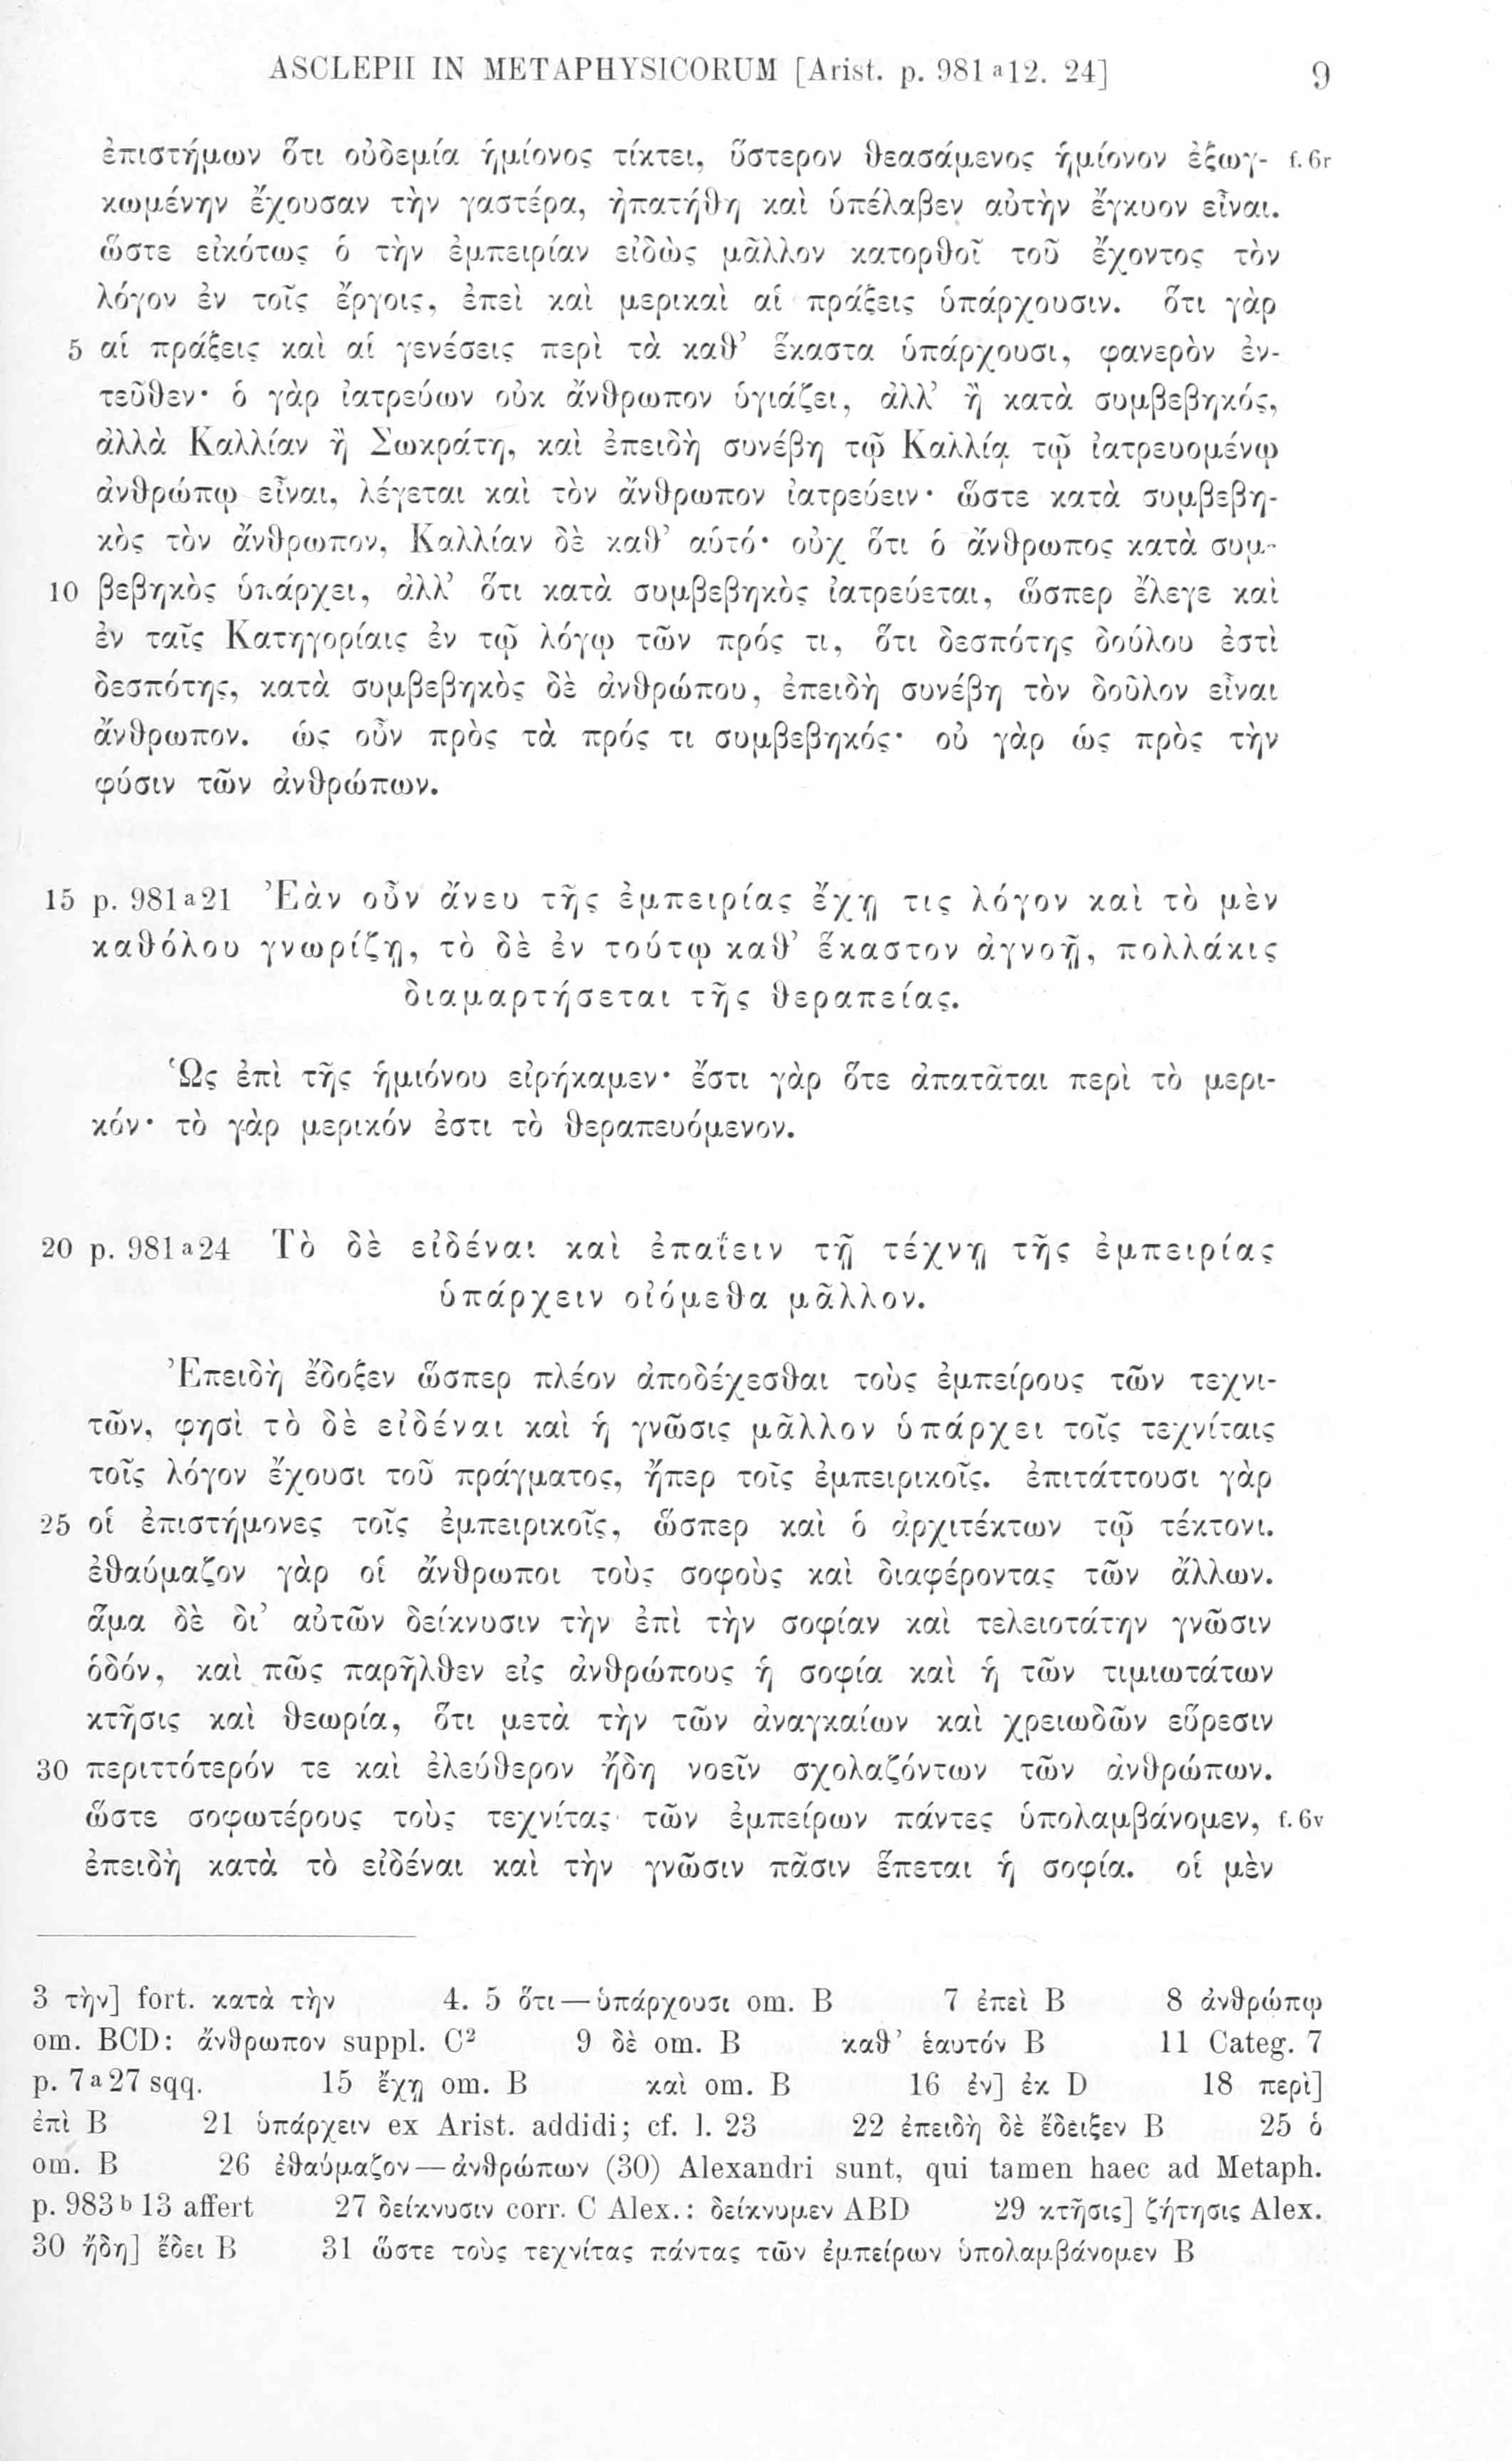 ASCLEPII IN METAPHYSICORUM [Arist. p. 981 a 12. 24] 9
ἐπιστήμων ὅτι οὐδεμία ἡμίονος τίκτει, ὕστερον θεασάμενος ἡμίονον ἐξωγ- f. 6r
κωμένην ἔχουσαν τὴν γαστέρα, ἠπατήθη καὶ ὑπέλαβεν αὐτὴν ἔγκυον εἶναι.
ὥστε εἰκότως ὁ τὴν ἐμπειρίαν εἰδὼς μᾶλλον κατορθοῖ τοῦ ἔχοντος τὸν
λόγον ἐν τοῖς ἔργοις, ἐπεὶ καὶ μερικαὶ αἱ πράξεις ὑπάρχουσιν. ὅτι γὰρ
5 αἱ πράξεις καὶ αἱ γενέσεις περὶ τὰ καθ’ ἕκαστα ὑπάρχουσι, φανερὸν ἐν-
τεῦθεν· ὁ γὰρ ἰατρεύων οὐκ ἄνθρωπον ὑγιάζει, ἀλλ’ ἢ κατὰ συμβεβηκός,
ἀλλὰ Καλλίαν ἢ Σωκράτη, καὶ ἐπειδὴ συνέβη τῷ Καλλίᾳ τῷ ἰατρευομένῳ
ἀνθρώπῳ εἶναι, λέγεται καὶ τὸν ἄνθρωπον ἰατρεύειν· ὥστε κατὰ συμβεβη-
κὸς τὸν ἄνθρωπον, Καλλίαν δὲ καθ’ αὑτό· οὐχ ὅτι ὁ ἄνθρωπος κατὰ συμ-
10 βεβηκὸς ὑπάρχει, ἀλλ’ ὅτι κατὰ συμβεβηκὸς ἰατρεύεται, ὥσπερ ἔλεγε καὶ
ἐν ταῖς Κατηγορίαις ἐν τῷ λόγῳ τῶν πρός τι, ὅτι δεσπότης δούλου ἐστὶ
δεσπότης, κατὰ συμβεβηκὸς δὲ ἀνθρώπου, ἐπειδὴ συνέβη τὸν δοῦλον εἶναι
ἄνθρωπον. ὡς οὖν πρὸς τὰ πρός τι συμβεβηκός· οὐ γὰρ ὡς πρὸς τὴν
φύσιν τῶν ἀνθρώπων.
15 p. 981 a 21 Ἐὰν οὖν ἄνευ τῆς ἐμπειρίας ἔχῃ τις λόγον καὶ τὸ μὲν
καθόλου γνωρίζῃ, τὸ δὲ ἐν τούτῳ καθ’ ἕκαστον ἀγνοῇ, πολλάκις
διαμαρτήσεται τῆς θεραπείας.
Ὡς ἐπὶ τῆς ἡμιόνου εἰρήκαμεν· ἔστι γὰρ ὅτε ἀπατᾶται περὶ τὸ μερι-
κόν· τὸ γὰρ μερικόν ἐστι τὸ θεραπευόμενον.
20 p. 981 a 24 Τὸ δὲ εἰδέναι καὶ ἐπαΐειν τῇ τέχνῃ τῆς ἐμπειρίας
ὑπάρχειν οἰόμεθα μᾶλλον.
Ἐπειδὴ ἔδοξεν ὥσπερ πλέον ἀποδέχεσθαι τοὺς ἐμπείρους τῶν τεχνι-
τῶν, φησὶ τὸ δὲ εἰδέναι καὶ ἡ γνῶσις μᾶλλον ὑπάρχει τοῖς τεχνίταις
τοῖς λόγον ἔχουσι τοῦ πράγματος, ἤπερ τοῖς ἐμπειρικοῖς. ἐπιτάττουσι γὰρ
25 οἱ ἐπιστήμονες τοῖς ἐμπειρικοῖς, ὥσπερ καὶ ὁ ἀρχιτέκτων τῷ τέκτονι.
ἐθαύμαζον γὰρ οἱ ἄνθρωποι τοὺς σοφοὺς καὶ διαφέροντας τῶν ἄλλων.
ἅμα δὲ δι’ αὐτῶν δείκνυσιν τὴν ἐπὶ τὴν σοφίαν καὶ τελειοτάτην γνῶσιν
ὁδόν, καὶ πῶς παρῆλθεν εἰς ἀνθρώπους ἡ σοφία καὶ ἡ τῶν τιμιωτάτων
κτῆσις καὶ θεωρία, ὅτι μετὰ τὴν τῶν ἀναγκαίων καὶ χρειωδῶν εὕρεσιν
30 περιττότερόν τε καὶ ἐλεύθερον ἤδη νοεῖν σχολαζόντων τῶν ἀνθρώπων.
ὥστε σοφωτέρους τοὺς τεχνίτας τῶν ἐμπείρων πάντες ὑπολαμβάνομεν, f. 6v
ἐπειδὴ κατὰ τὸ εἰδέναι καὶ τὴν γνῶσιν πᾶσιν ἕπεται ἡ σοφία. οἱ μὲν
3 τὴν] fort. κατὰ τὴν 4. 5 ὅτι—ὑπάρχουσι om. B 7 ἐπεὶ B 8 ἀνθρώπῳ
om. BCD: ἄνθρωπον suppl. C² 9 δὲ om. B καθ’ ἑαυτόν B 11 Categ. 7
p. 7 a 27 sqq. 15 ἔχῃ om. B καὶ om. B 16 ἐν] ἐκ D 18 περὶ]
ἐπὶ B 21 ὑπάρχειν ex Arist. addidi; cf. l. 23 22 ἐπειδὴ δὲ ἔδειξεν B 25 ὁ
om. B 26 ἐθαύμαζον—ἀνθρώπων (30) Alexandri sunt, qui tamen haec ad Metaph.
p. 983 b 13 affert 27 δείκνυσιν corr. C Alex.: δείκνυμεν ABD 29 κτῆσις] ζήτησις Alex.
30 ἤδη] ἔδει B 31 ὥστε τοὺς τεχνίτας πάντας τῶν ἐμπείρων ὑπολαμβάνομεν B